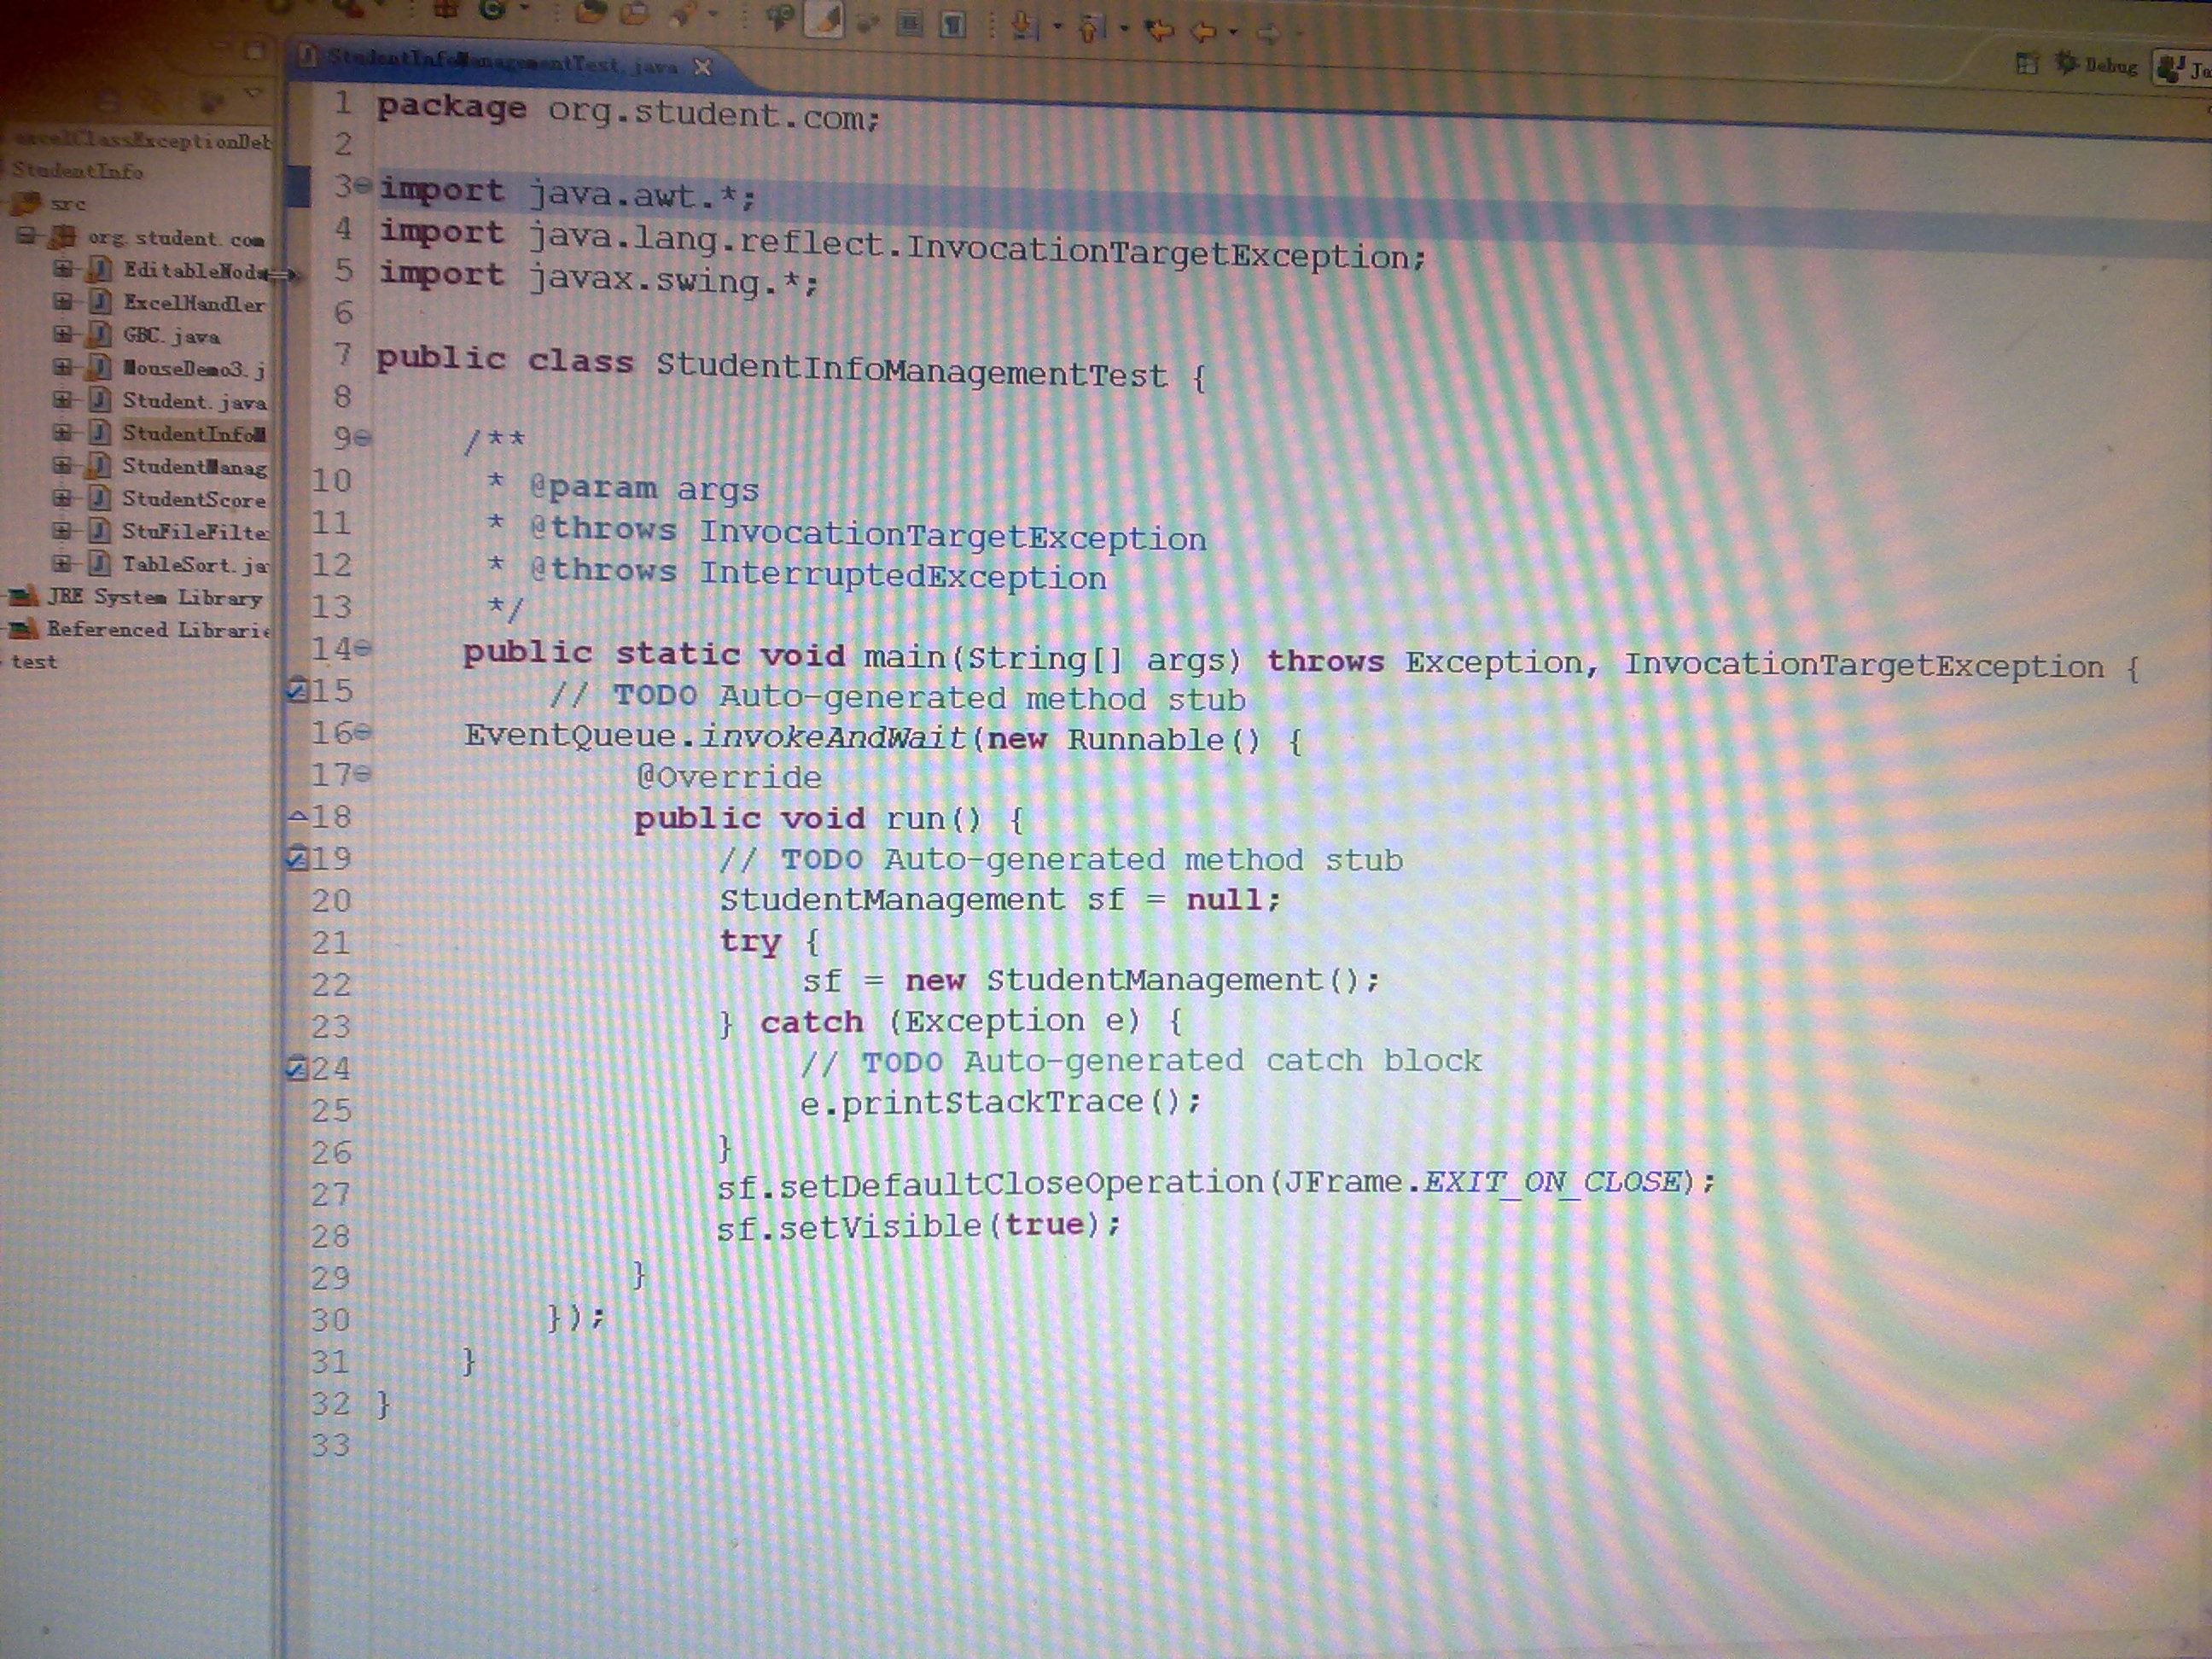 StudentInfoManagementTest.java
Debug
Ja
excelClassExceptionDeb
StudentInfo
src
org.student.com
EditableNode
ExcelHandler
GBC.java
MouseDemo3.j
Student.java
StudentInfoM
StudentManag
StudentScore
StuFileFilte
TableSort.ja
JRE System Library
Referenced Librarie
test
1 package org.student.com;
2
3 import java.awt.*;
4 import java.lang.reflect.InvocationTargetException;
5 import javax.swing.*;
6
7 public class StudentInfoManagementTest {
8
9 /**
10 * @param args
11 * @throws InvocationTargetException
12 * @throws InterruptedException
13 */
14 public static void main(String[] args) throws Exception, InvocationTargetException {
15 // TODO Auto-generated method stub
16 EventQueue.invokeAndWait(new Runnable() {
17 @Override
18 public void run() {
19 // TODO Auto-generated method stub
20 StudentManagement sf = null;
21 try {
22 sf = new StudentManagement();
23 } catch (Exception e) {
24 // TODO Auto-generated catch block
25 e.printStackTrace();
26 }
27 sf.setDefaultCloseOperation(JFrame.EXIT_ON_CLOSE);
28 sf.setVisible(true);
29 }
30 });
31 }
32 }
33